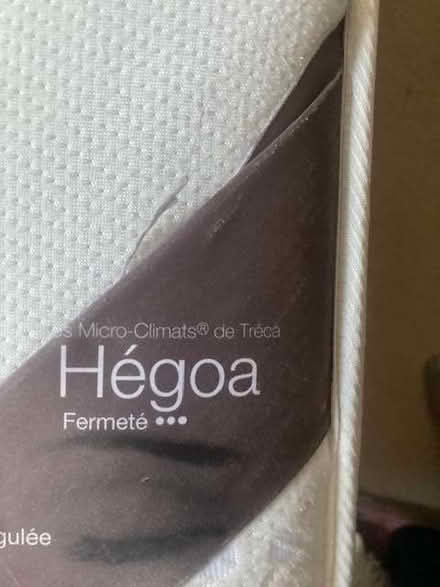 Micro-Climats® de Tréca
Hégoa
Fermeté •••
gulée